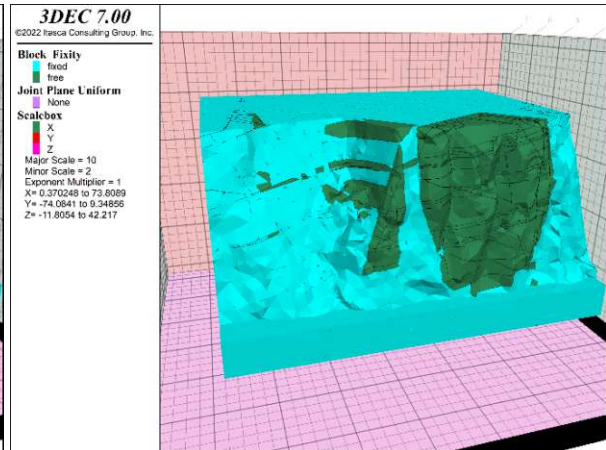 3DEC 7.00
©2022 Itasca Consulting Group, Inc.
Block Fixity
fixed
free
Joint Plane Uniform
None
Scalebox
X
Y
Z
Major Scale = 10
Minor Scale = 2
Exponent Multiplier = 1
X= 0.370248 to 73.8089
Y= -74.0841 to 9.34856
Z= -11.8054 to 42.217